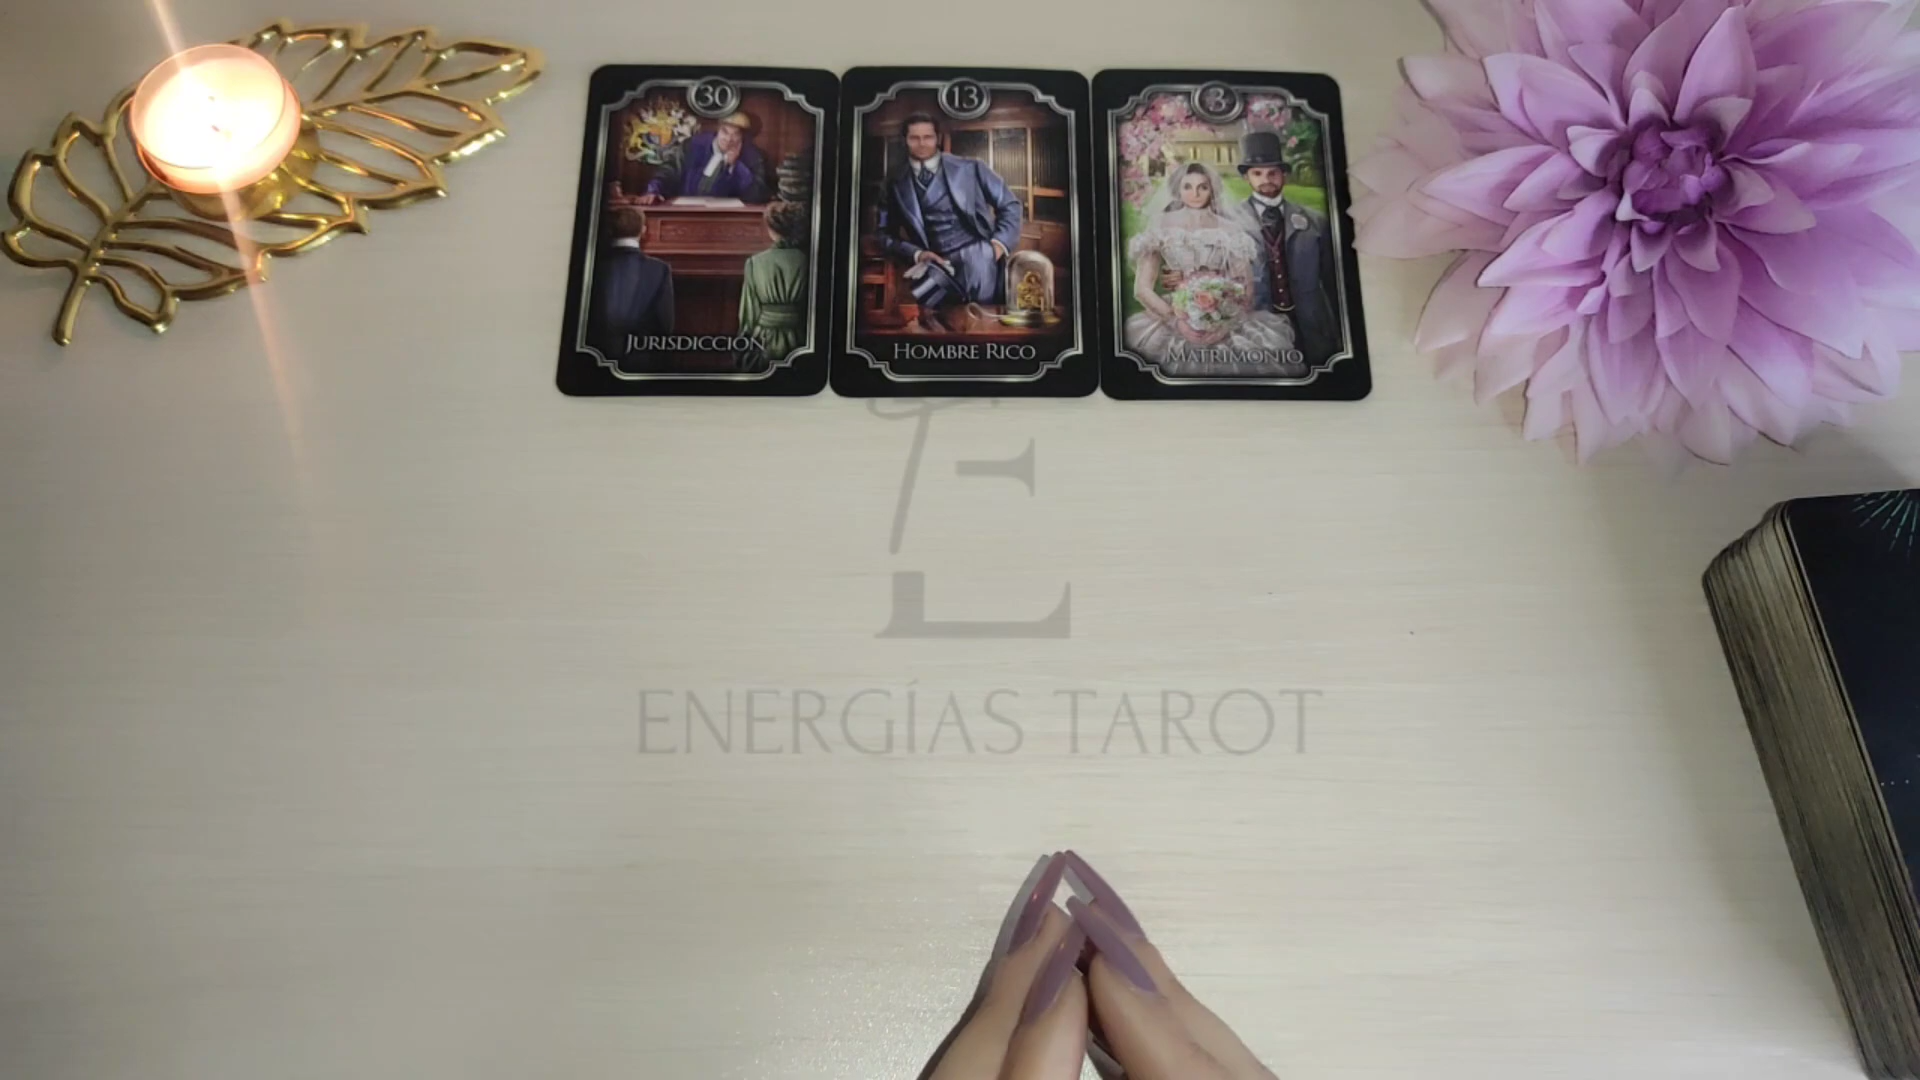 30
13
3
JURISDICCIÓN
HOMBRE RICO
MATRIMONIO
E
ENERGÍAS TAROT